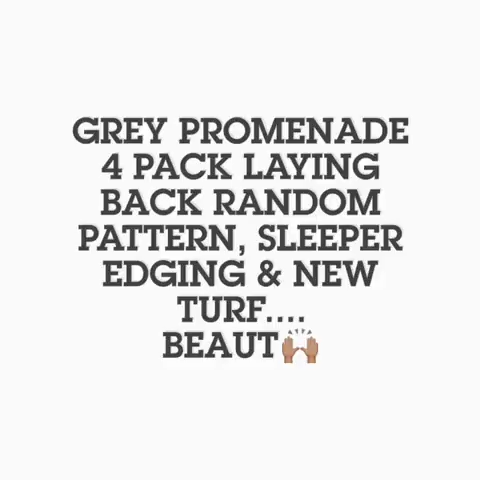 GREY PROMENADE
4 PACK LAYING
BACK RANDOM
PATTERN, SLEEPER
EDGING & NEW
TURF....
BEAUT🙌🏽